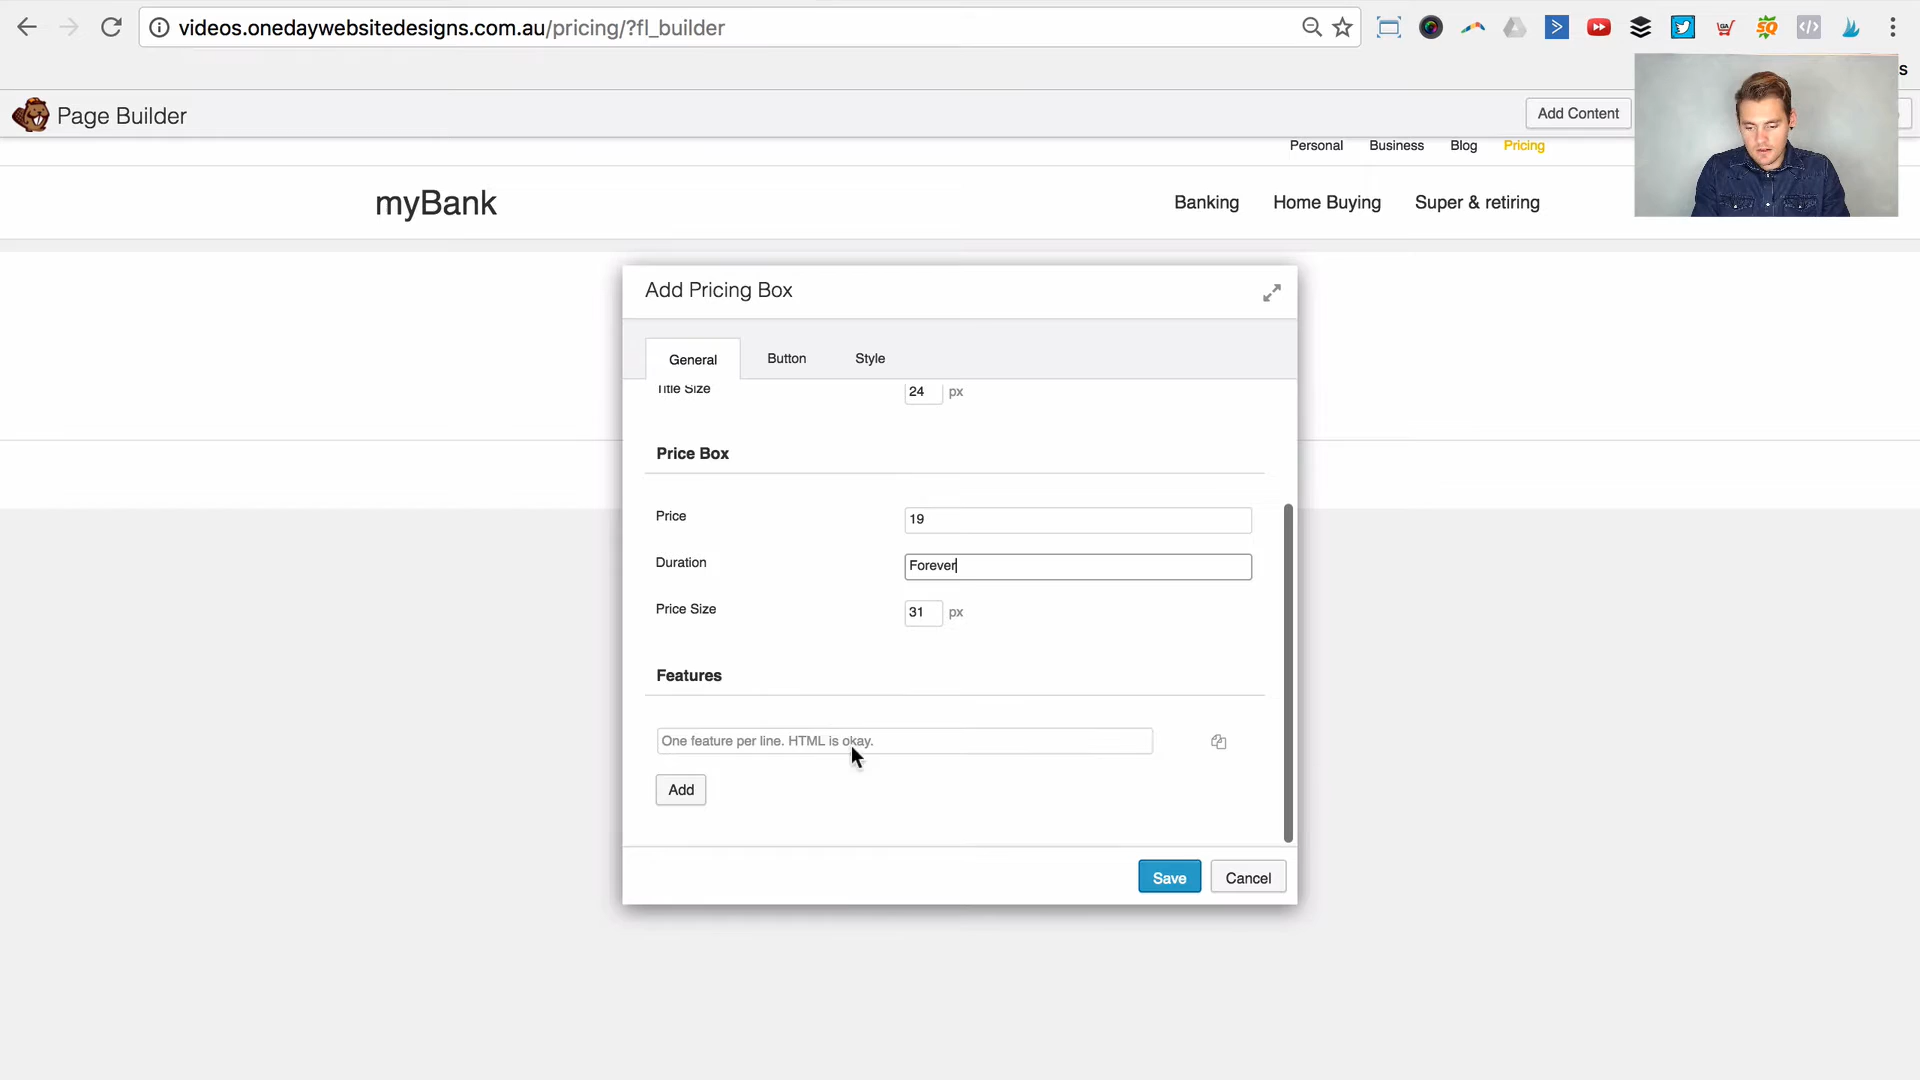 videos.onedaywebsitedesigns.com.au/pricing/?fl_builder
Page Builder
Add Content
Personal Business Blog Pricing
myBank
Banking Home Buying Super & retiring
Add Pricing Box
General Button Style
Title Size 24 px
Price Box
Price 19
Duration Forever
Price Size 31 px
Features
One feature per line. HTML is okay.
Add
Save Cancel